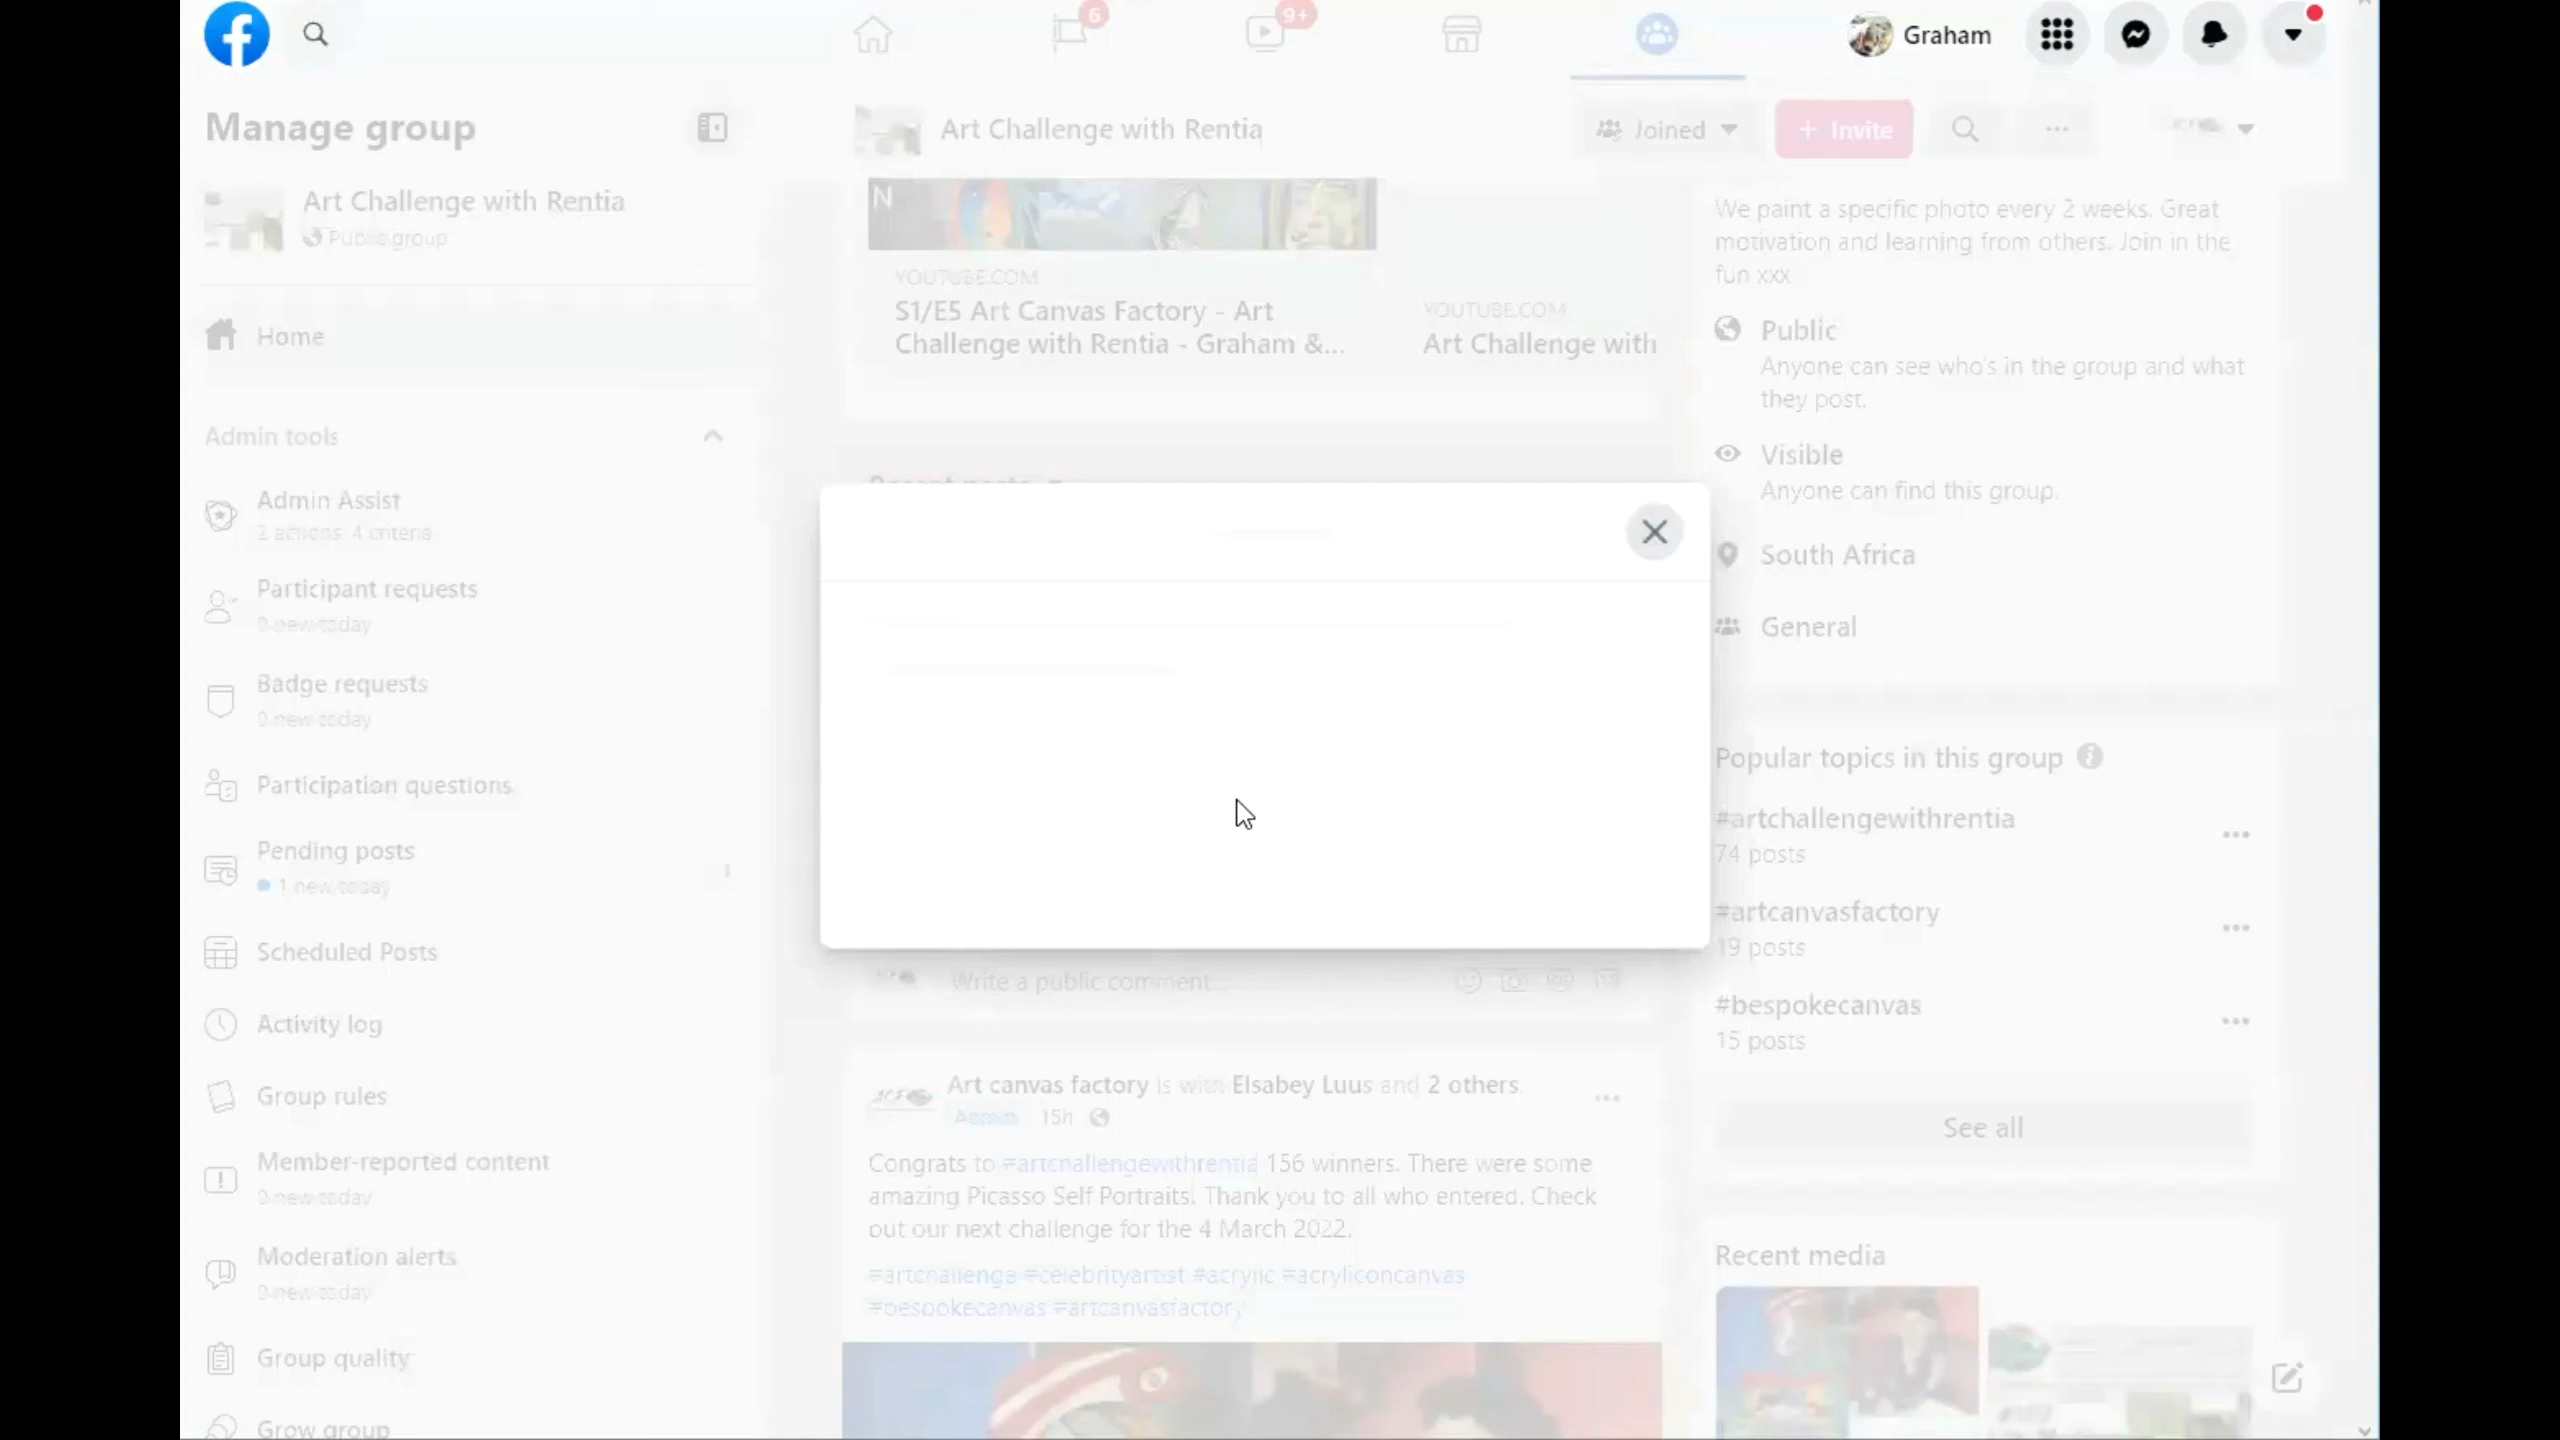 6
9+
Graham
Manage group
Art Challenge with Rentia
Joined
+ Invite
Art Challenge with Rentia
Public group
Home
Admin tools
Admin Assist
2 actions, 4 criteria
Participant requests
0 new today
Badge requests
0 new today
Participation questions
Pending posts
1 new today
1
Scheduled Posts
Activity log
Group rules
Member-reported content
0 new today
Moderation alerts
0 new today
Group quality
Grow group
N
YOUTUBE.COM
S1/E5 Art Canvas Factory - Art
Challenge with Rentia - Graham &...
YOUTUBE.COM
Art Challenge with
Recent posts
Write a public comment...
Art canvas factory is with Elsabey Luus and 2 others.
Admin 15h
Congrats to #artchallengewithrentia 156 winners. There were some
amazing Picasso Self Portraits. Thank you to all who entered. Check
out our next challenge for the 4 March 2022.
#artchallenge #celebrityartist #acrylic #acryliconcanvas
#bespokecanvas #artcanvasfactory
We paint a specific photo every 2 weeks. Great
motivation and learning from others. Join in the
fun xxx
Public
Anyone can see who's in the group and what
they post.
Visible
Anyone can find this group.
South Africa
General
Popular topics in this group
#artchallengewithrentia
74 posts
#artcanvasfactory
19 posts
#bespokecanvas
15 posts
See all
Recent media